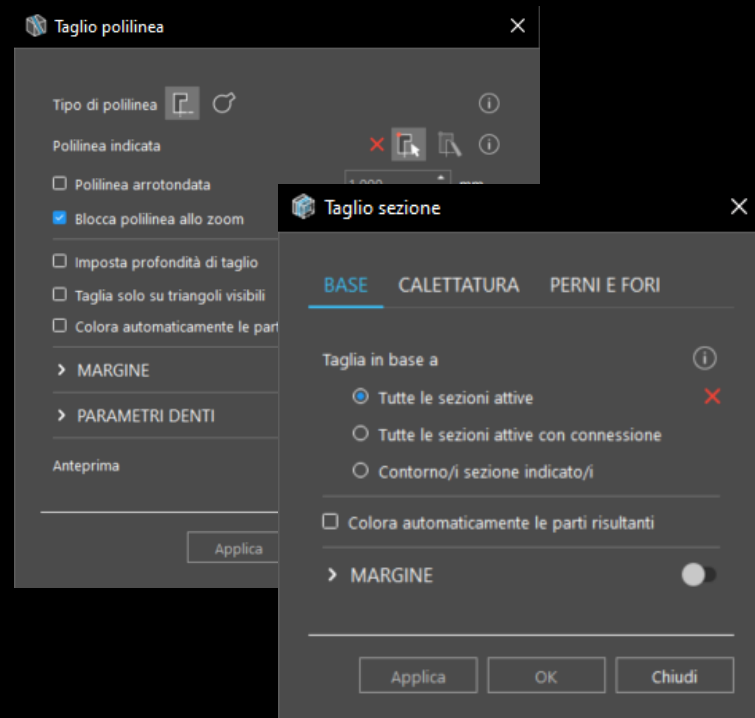 Taglio polilinea
Tipo di polilinea
Polilinea indicata
Polilinea arrotondata
Blocca polilinea allo zoom
Imposta profondità di taglio
Taglia solo su triangoli visibili
Colora automaticamente le
MARGINE
PARAMETRI DENTI
Anteprima
Applica
Taglio sezione
BASE CALETTATURA PERNI E FORI
Taglia in base a
Tutte le sezioni attive
Tutte le sezioni attive con connessione
Contorno/i sezione indicato/i
Colora automaticamente le parti risultanti
MARGINE
Applica OK Chiudi